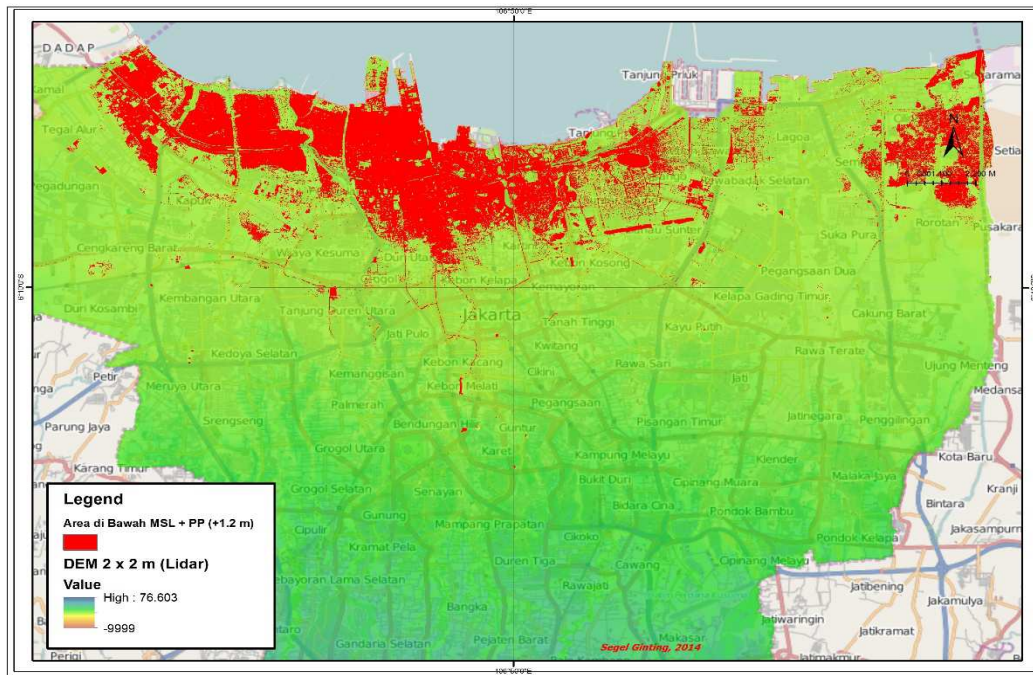 106°50'0"E
DADAP
Tanjung Priuk
Kamal
Tegal Alur
Lagoa
Setia
N
Rawabadak Selatan
Pegadungan
Kapuk
Rorotan
Pusakara
Cengkareng Barat
Wijaya Kesuma
Duri Utara
Suka Pura
Grogol
Kebon Kosong
Pegangsaan Dua
Kembangan Utara
Kebon Kelapa
Kemayoran
Kelapa Gading Timur
Duri Kosambi
Tanjung Duren Utara
Jakarta
Tanah Tinggi
Cakung Barat
Jati Pulo
Kayu Putih
Kedoya Selatan
Kwitang
Rawa Terate
Kebon Kacang
Rawa Sari
Petir
Kemanggisan
Cikini
Ujung Menteng
Meruya Utara
Kebon Melati
Jati
Medansa
Palmerah
Pegangsaan
Srengseng
Jatinegara
Parung Jaya
Bendungan Hilir
Guntur
Pisangan Timur
Penggilingan
Grogol Utara
Karet
Kampung Melayu
Klender
Kota Baru
Karang Timur
Bukit Duri
Cipinang Muara
Malaka Jaya
Kranji
Grogol Selatan
Senayan
Bidara Cina
Pondok Bambu
Bintara
Gunung
Mampang Prapatan
Jakasampurn
Cipulir
Cikoko
Pondok Kelapa
Kramat Pela
Duren Tiga
Cawang
Cipinang Melayu
Kebayoran Lama Selatan
Rawajati
Jatibening
Bangka
Jatiwaringin
Jakamulya
Pejaten Barat
Makasar
Jatikramat
Gandaria Selatan
Jatimakmur
Perigi
Legend
Area di Bawah MSL + PP (+1.2 m)
DEM 2 x 2 m (Lidar)
Value
High : 76.603
-9999
Segel Ginting, 2014